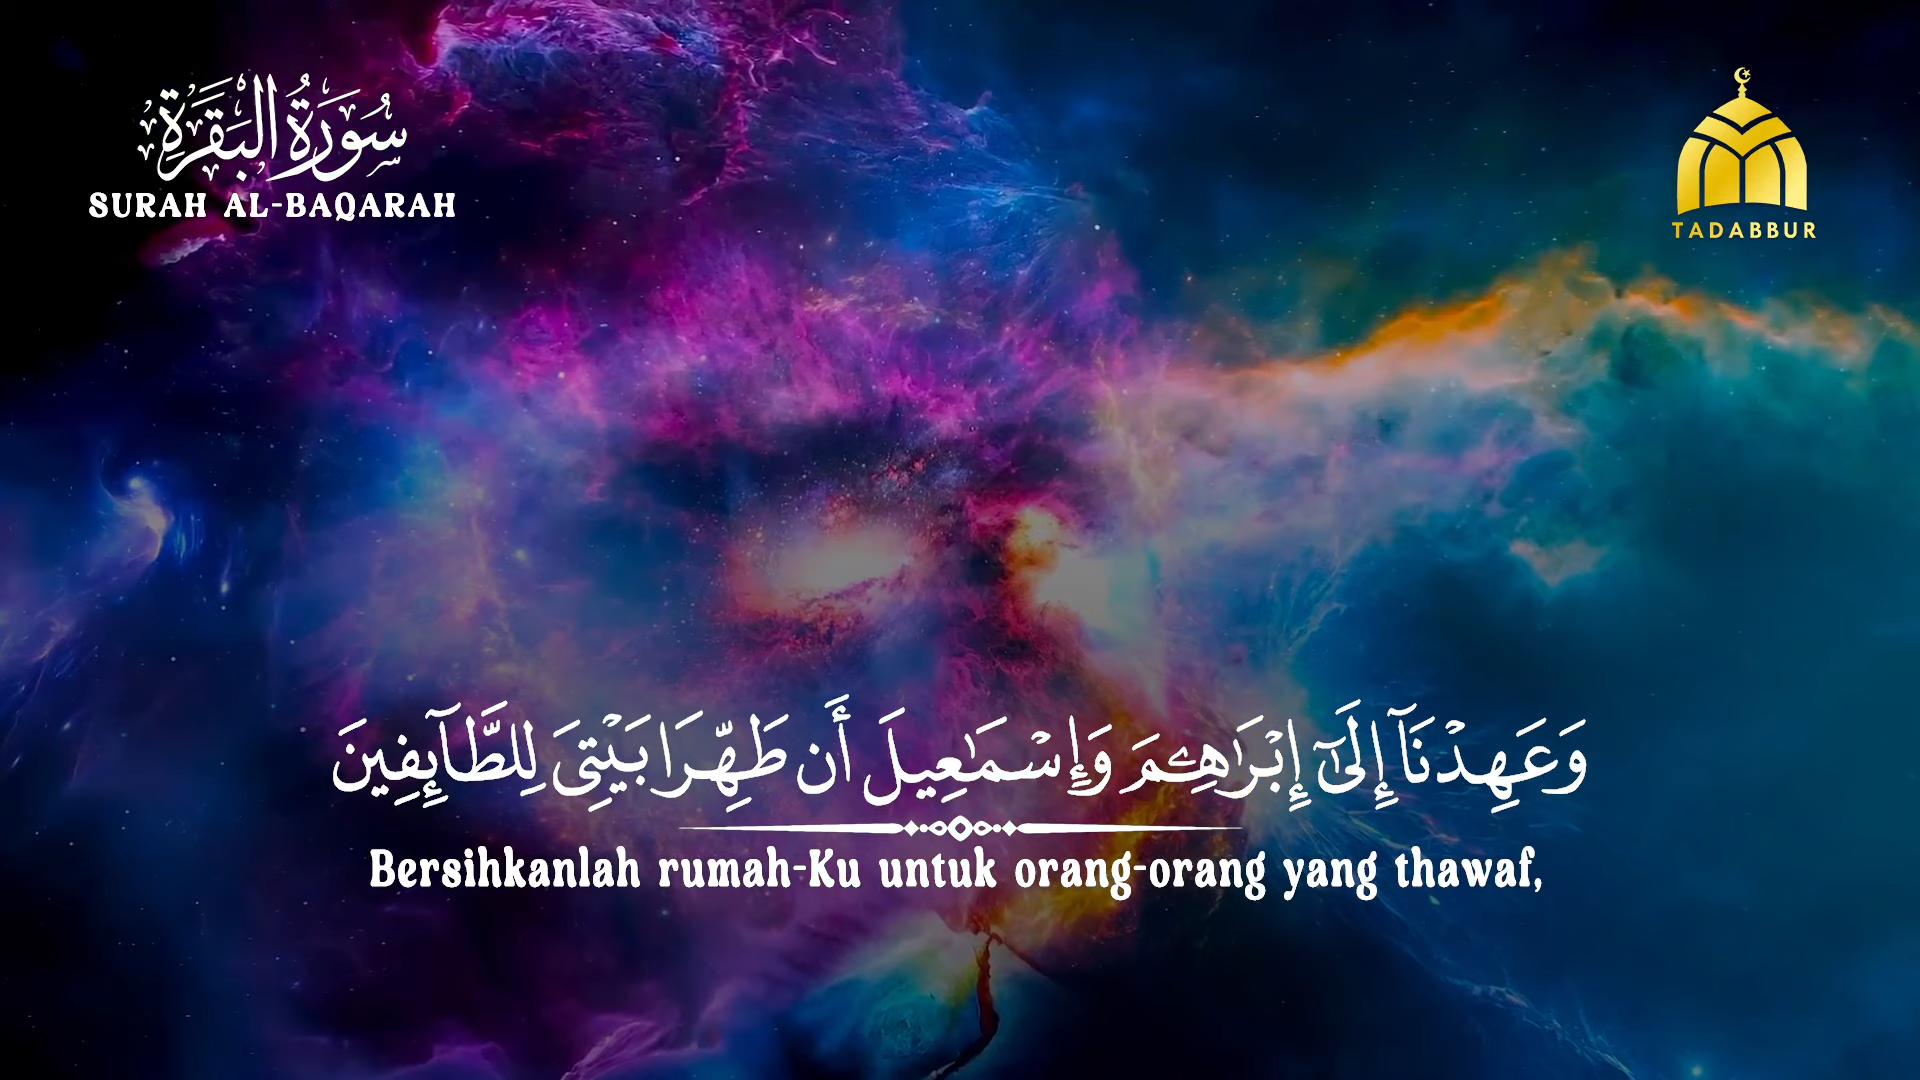 سُورَةُ البَقَرَةِ
SURAH AL-BAQARAH
TADABBUR
وَعَهِدْنَآ إِلَىٰٓ إِبْرَٰهِـۧمَ وَإِسْمَـٰعِيلَ أَن طَهِّرَا بَيْتِىَ لِلطَّآئِفِينَ
Bersihkanlah rumah-Ku untuk orang-orang yang thawaf,